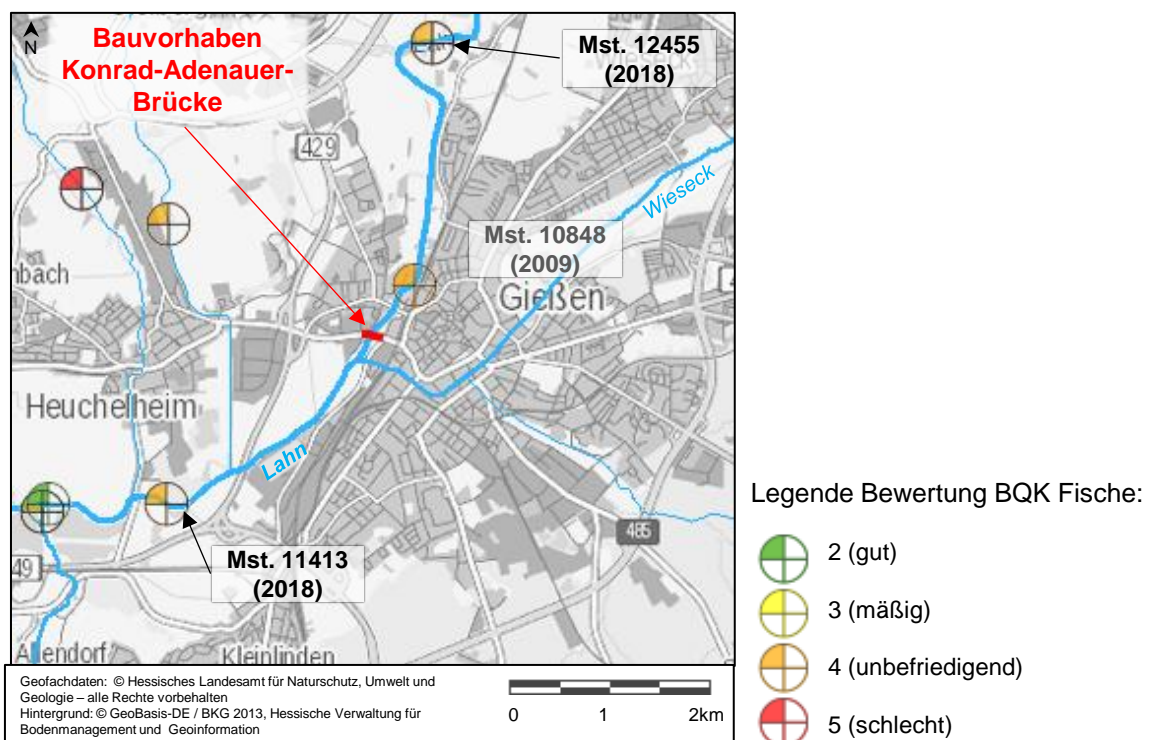 N
Bauvorhaben
Konrad-Adenauer-
Brücke
Mst. 12455
(2018)
429
Wieseck
Mst. 10848
(2009)
Gießen
nbach
Heuchelheim
Lahn
485
Mst. 11413
(2018)
49
Allendorf
Kleinlinden
Geofachdaten: © Hessisches Landesamt für Naturschutz, Umwelt und
Geologie – alle Rechte vorbehalten
Hintergrund: © GeoBasis-DE / BKG 2013, Hessische Verwaltung für
Bodenmanagement und Geoinformation
0 1 2km
Legende Bewertung BQK Fische:
2 (gut)
3 (mäßig)
4 (unbefriedigend)
5 (schlecht)